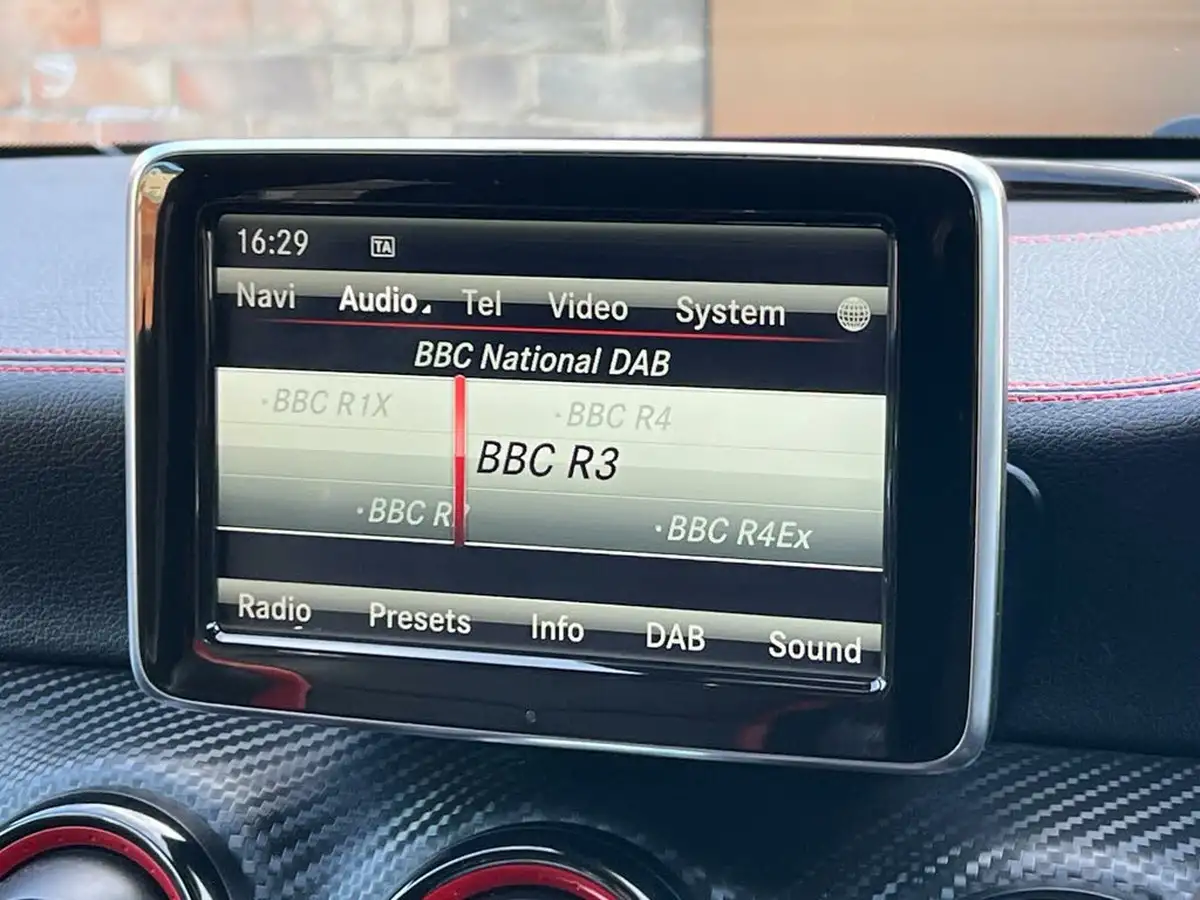 16:29 TA
Navi Audio Tel Video System
BBC National DAB
•BBC R1X •BBC R4
BBC R3
•BBC •BBC R4Ex
Radio Presets Info DAB Sound